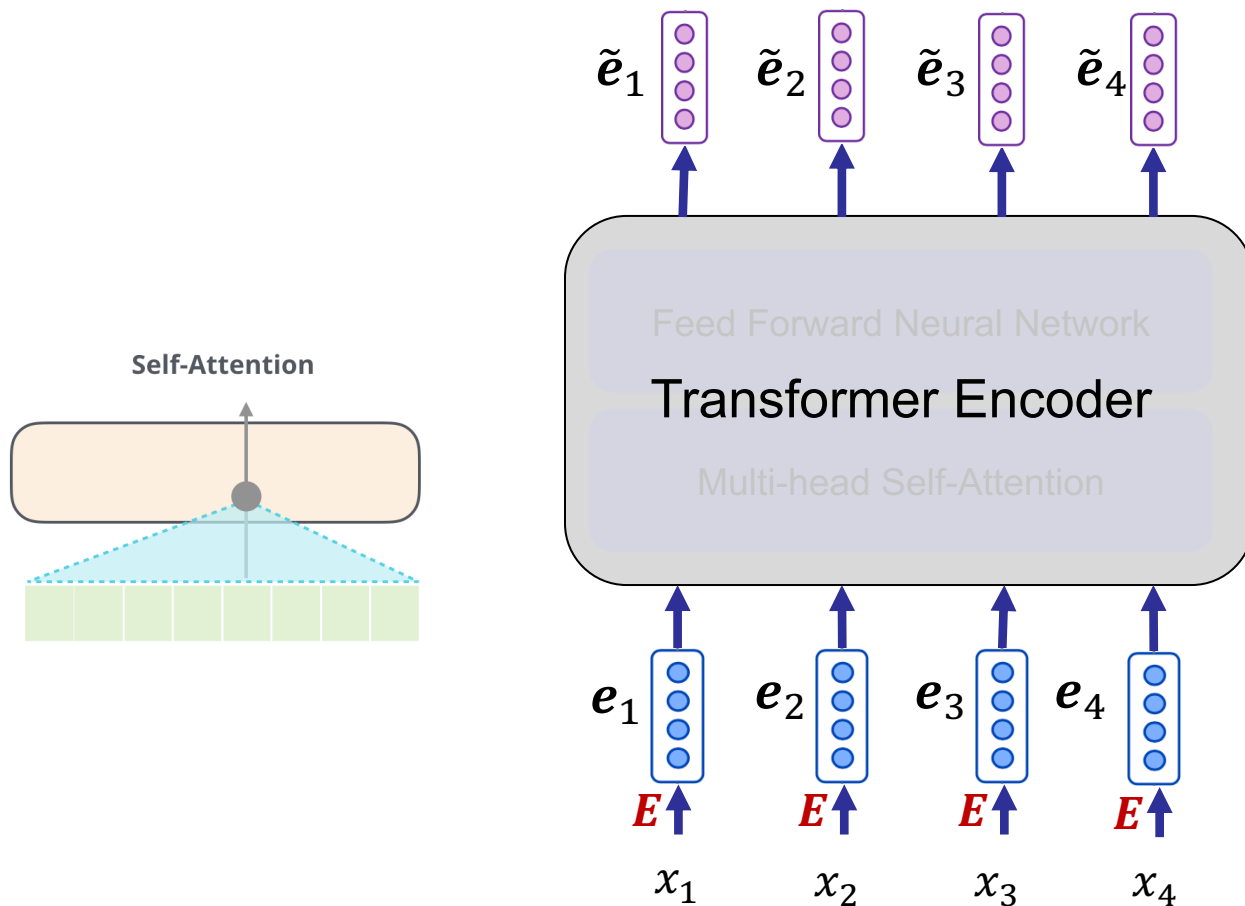 ẽ₁ ẽ₂ ẽ₃ ẽ₄
Feed Forward Neural Network
Self-Attention
Transformer Encoder
Multi-head Self-Attention
e₁ e₂ e₃ e₄
E E E E
x₁ x₂ x₃ x₄